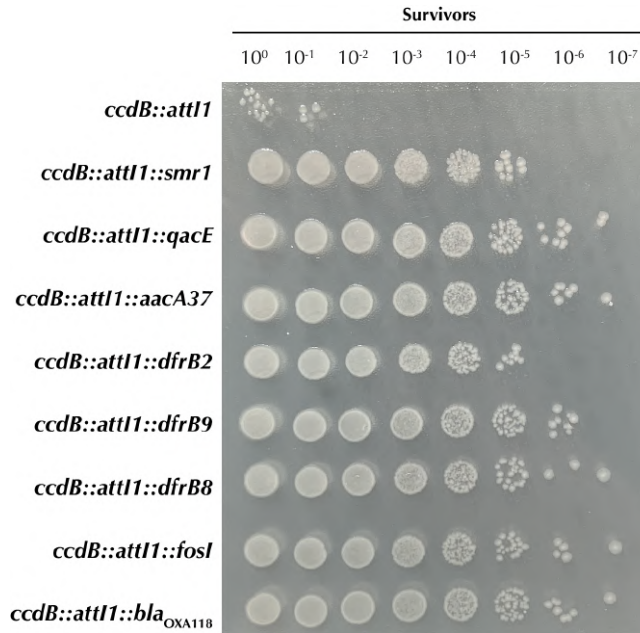 Survivors
10⁰ 10⁻¹ 10⁻² 10⁻³ 10⁻⁴ 10⁻⁵ 10⁻⁶ 10⁻⁷
ccdB::attI1
ccdB::attI1::smr1
ccdB::attI1::qacE
ccdB::attI1::aacA37
ccdB::attI1::dfrB2
ccdB::attI1::dfrB9
ccdB::attI1::dfrB8
ccdB::attI1::fosI
ccdB::attI1::bla_OXA118